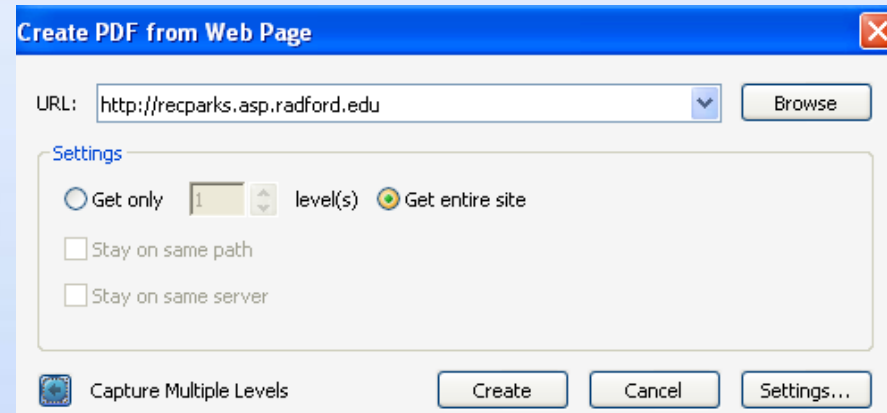 Create PDF from Web Page
URL: http://recparks.asp.radford.edu Browse
Settings
Get only 1 level(s) Get entire site
Stay on same path
Stay on same server
Capture Multiple Levels Create Cancel Settings...